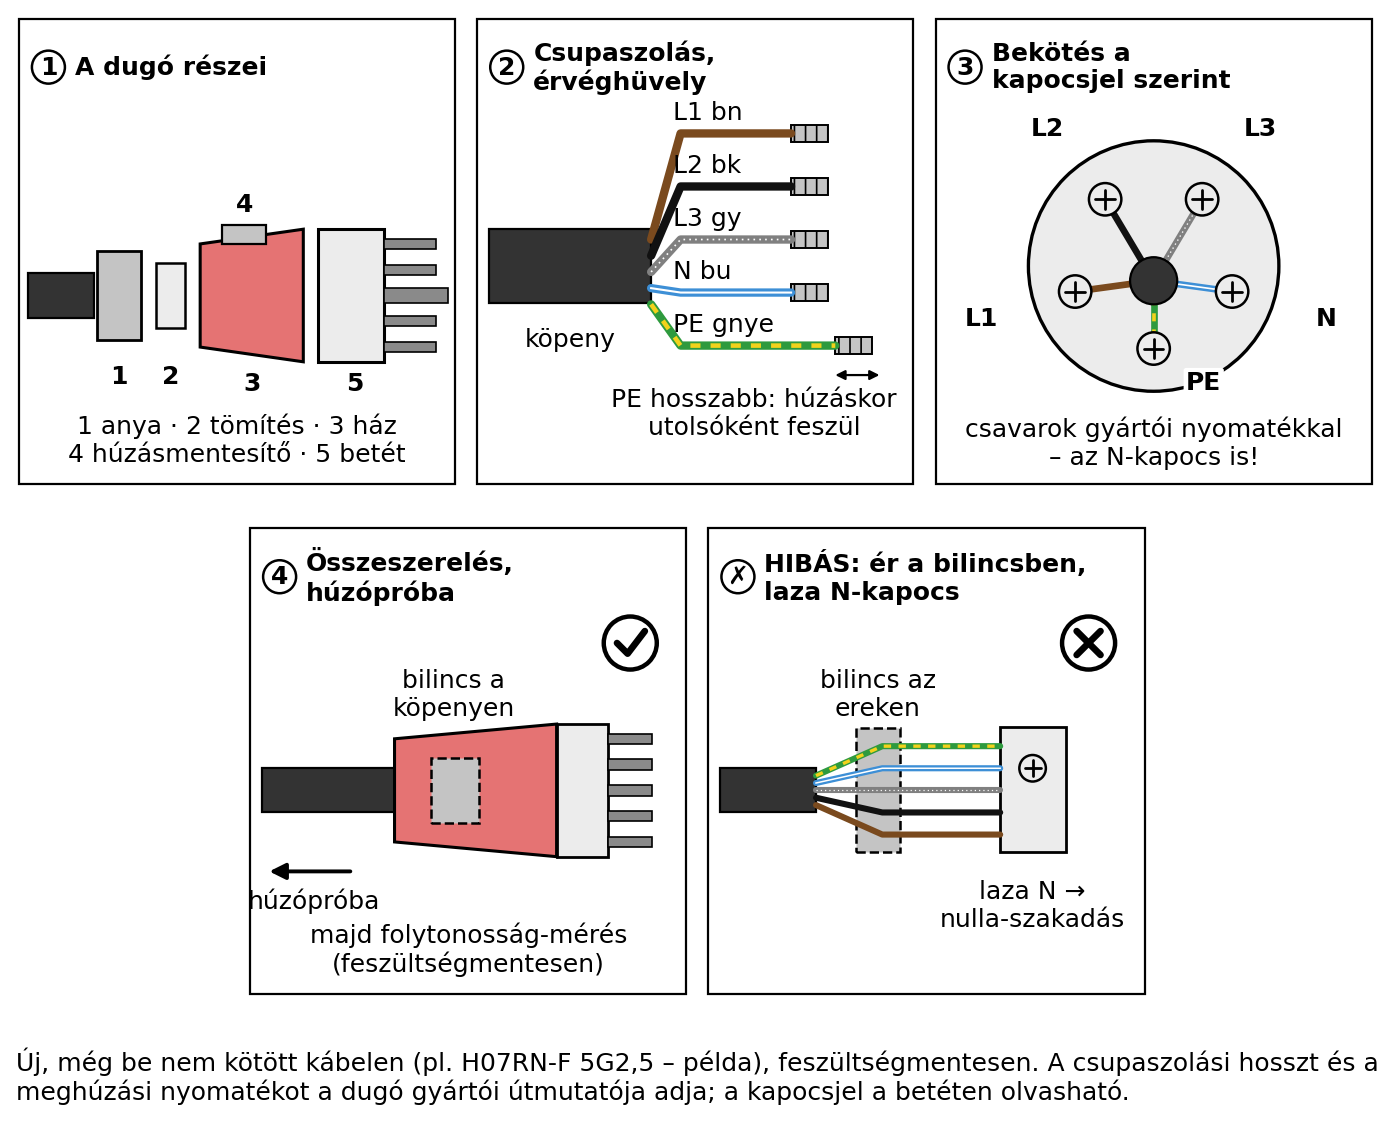 1 A dugó részei
4
1 2 3 5
1 anya · 2 tömítés · 3 ház
4 húzásmentesítő · 5 betét
2 Csupaszolás,
érvéghüvely
L1 bn
L2 bk
L3 gy
N bu
PE gnye
köpeny
PE hosszabb: húzáskor
utolsóként feszül
3 Bekötés a
kapocsjel szerint
L2 L3
L1 N
PE
csavarok gyártói nyomatékkal
– az N-kapocs is!
4 Összeszerelés,
húzópróba
bilincs a
köpenyen
húzópróba
majd folytonosság-mérés
(feszültségmentesen)
✗ HIBÁS: ér a bilincsben,
laza N-kapocs
bilincs az
ereken
laza N →
nulla-szakadás
Új, még be nem kötött kábelen (pl. H07RN-F 5G2,5 – példa), feszültségmentesen. A csupaszolási hosszt és a
meghúzási nyomatékot a dugó gyártói útmutatója adja; a kapocsjel a betéten olvasható.